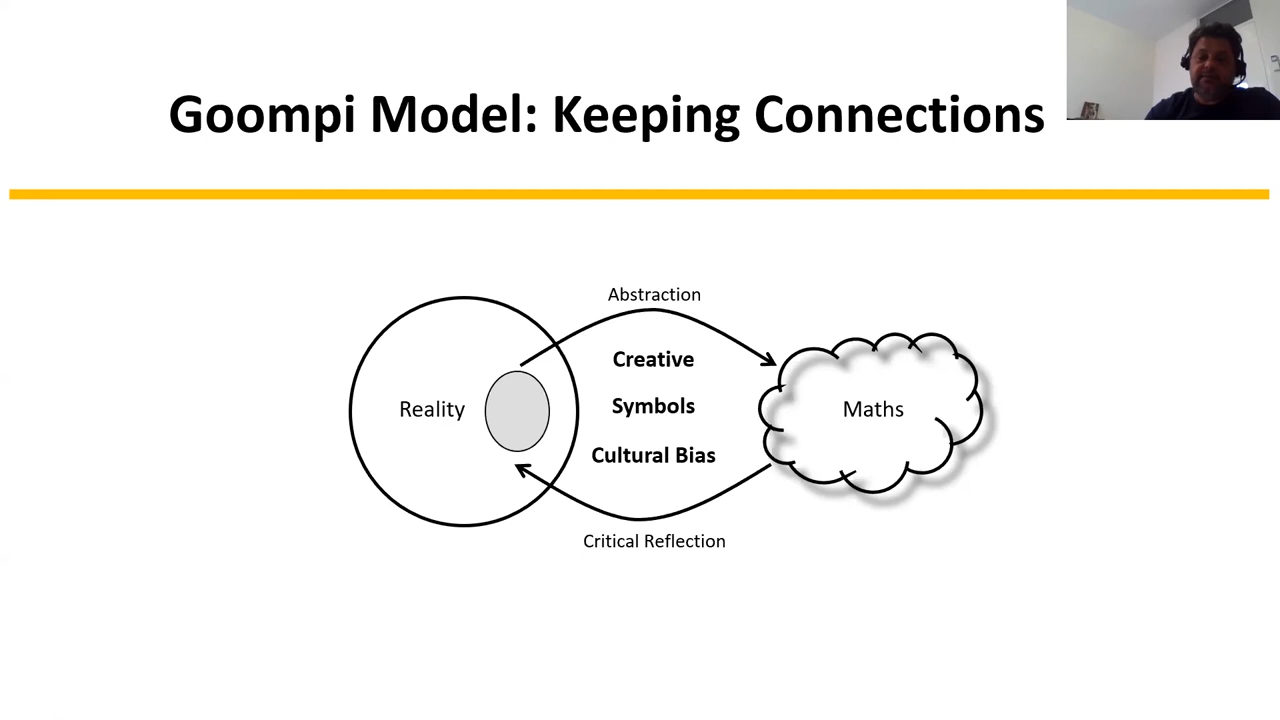 Goompi Model: Keeping Connections
Abstraction
Creative
Symbols
Cultural Bias
Reality
Maths
Critical Reflection